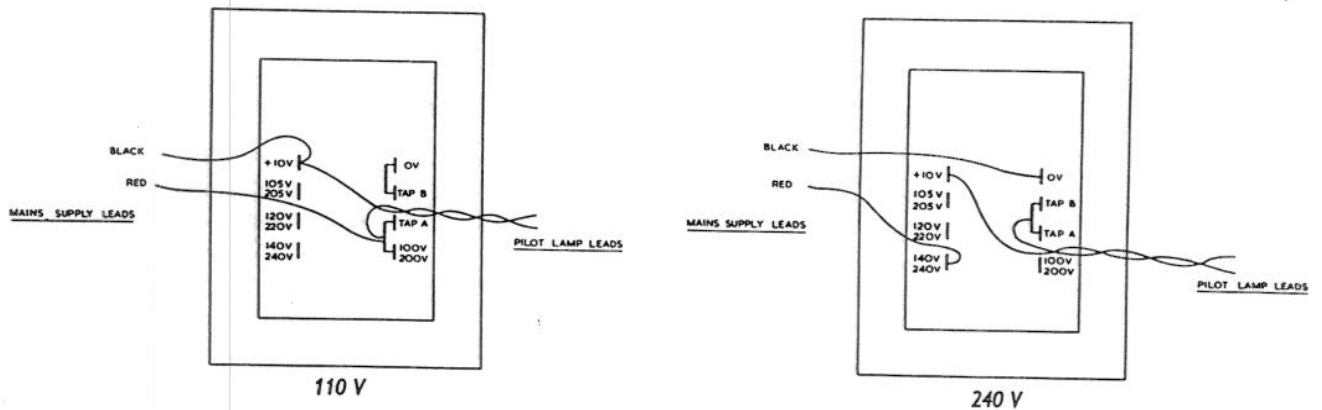 BLACK
RED
MAINS SUPPLY LEADS
+10V
105V
205V
120V
220V
140V
240V
0V
TAP B
TAP A
100V
200V
PILOT LAMP LEADS
110 V
BLACK
RED
MAINS SUPPLY LEADS
+10V
105V
205V
120V
220V
140V
240V
0V
TAP B
TAP A
100V
200V
PILOT LAMP LEADS
240 V